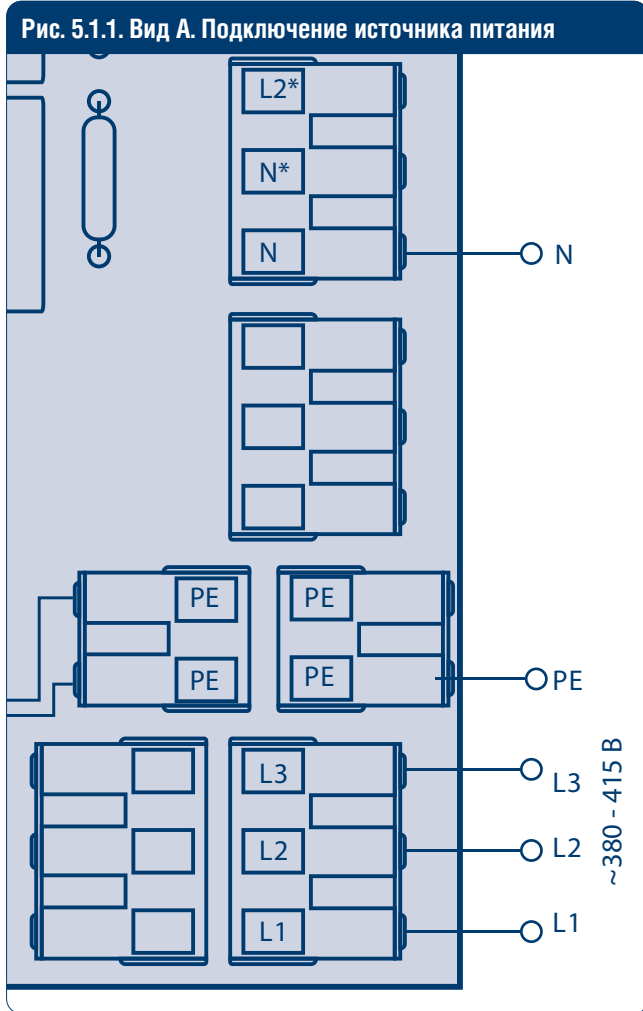 Рис. 5.1.1. Вид А. Подключение источника питания
L2*
N*
N N
PE PE
PE PE PE
L3 L3
L2 L2
L1 L1
~380 - 415 В